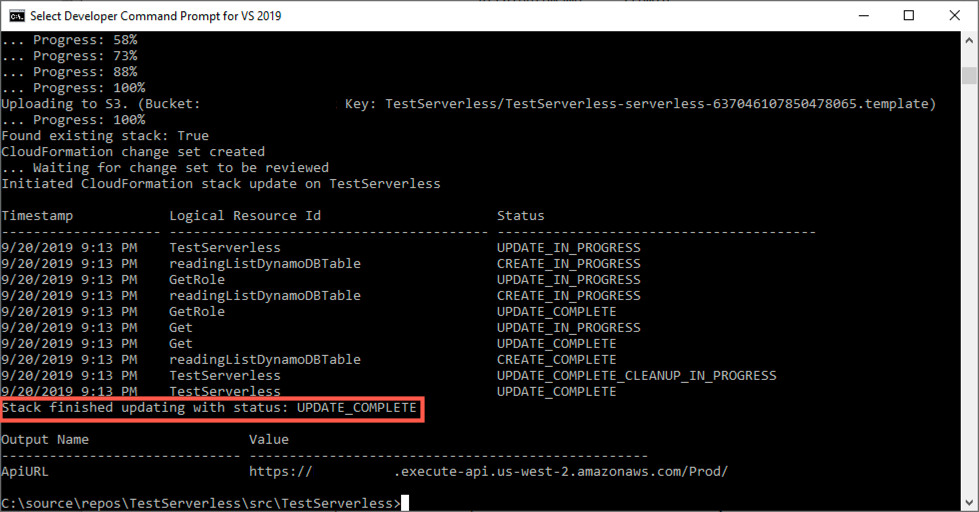 Select Developer Command Prompt for VS 2019
... Progress: 58%
... Progress: 73%
... Progress: 88%
... Progress: 100%
Uploading to S3. (Bucket: Key: TestServerless/TestServerless-serverless-637046107850478065.template)
... Progress: 100%
Found existing stack: True
CloudFormation change set created
... Waiting for change set to be reviewed
Initiated CloudFormation stack update on TestServerless
Timestamp Logical Resource Id Status
-------------------- ---------------------------------------- ----------------------------------------
9/20/2019 9:13 PM TestServerless UPDATE_IN_PROGRESS
9/20/2019 9:13 PM readingListDynamoDBTable CREATE_IN_PROGRESS
9/20/2019 9:13 PM GetRole UPDATE_IN_PROGRESS
9/20/2019 9:13 PM readingListDynamoDBTable CREATE_IN_PROGRESS
9/20/2019 9:13 PM GetRole UPDATE_COMPLETE
9/20/2019 9:13 PM Get UPDATE_IN_PROGRESS
9/20/2019 9:13 PM Get UPDATE_COMPLETE
9/20/2019 9:13 PM readingListDynamoDBTable CREATE_COMPLETE
9/20/2019 9:13 PM TestServerless UPDATE_COMPLETE_CLEANUP_IN_PROGRESS
9/20/2019 9:13 PM TestServerless UPDATE_COMPLETE
Stack finished updating with status: UPDATE_COMPLETE
Output Name Value
------------------------------ --------------------------------------------------
ApiURL https:// .execute-api.us-west-2.amazonaws.com/Prod/
C:\source\repos\TestServerless\src\TestServerless>